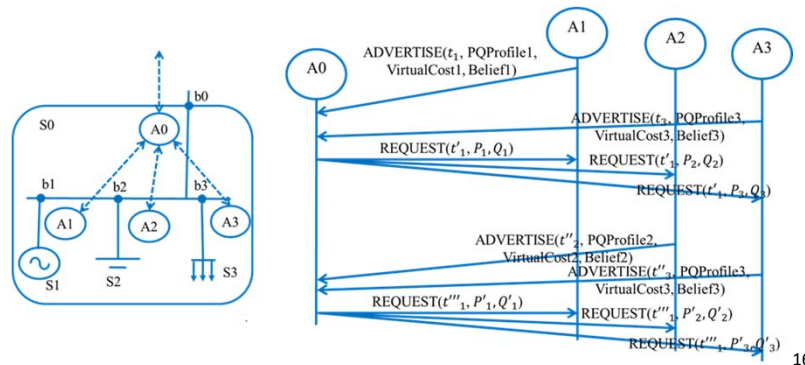 b0
S0
A0
b1
b2
b3
A1
A2
A3
S1
S2
S3
A0
A1
A2
A3
ADVERTISE(t₁, PQProfile1,
VirtualCost1, Belief1)
ADVERTISE(t₃, PQProfile3,
VirtualCost3, Belief3)
REQUEST(t'₁, P₁, Q₁)
REQUEST(t'₁, P₂, Q₂)
REQUEST(t'₁, P₃, Q₃)
ADVERTISE(t''₂, PQProfile2,
VirtualCost2, Belief2)
ADVERTISE(t''₃, PQProfile3,
VirtualCost3, Belief3)
REQUEST(t'''₁, P'₁, Q'₁)
REQUEST(t'''₁, P'₂, Q'₂)
REQUEST(t'''₁, P'₃, Q'₃)
16